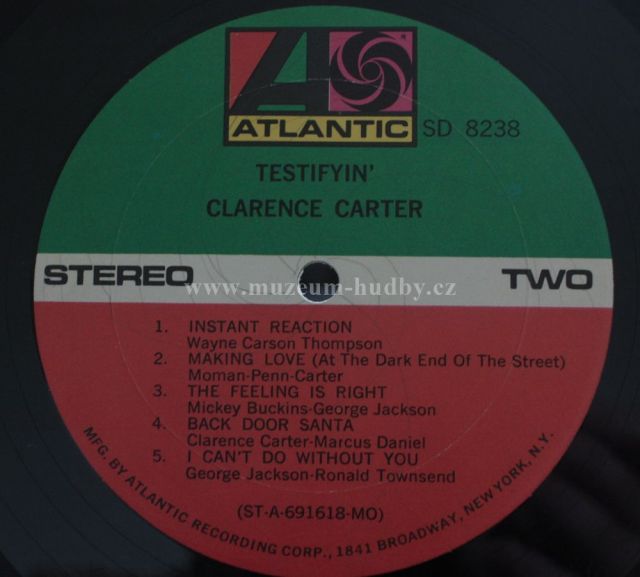 ATLANTIC SD 8238
TESTIFYIN'
CLARENCE CARTER
STEREO TWO
www.muzeum-hudby.cz
1. INSTANT REACTION
Wayne Carson Thompson
2. MAKING LOVE (At The Dark End Of The Street)
Moman-Penn-Carter
3. THE FEELING IS RIGHT
Mickey Buckins-George Jackson
4. BACK DOOR SANTA
Clarence Carter-Marcus Daniel
5. I CAN'T DO WITHOUT YOU
George Jackson-Ronald Townsend
(ST-A-691618-MO)
MFG. BY ATLANTIC RECORDING CORP., 1841 BROADWAY, NEW YORK, N.Y.